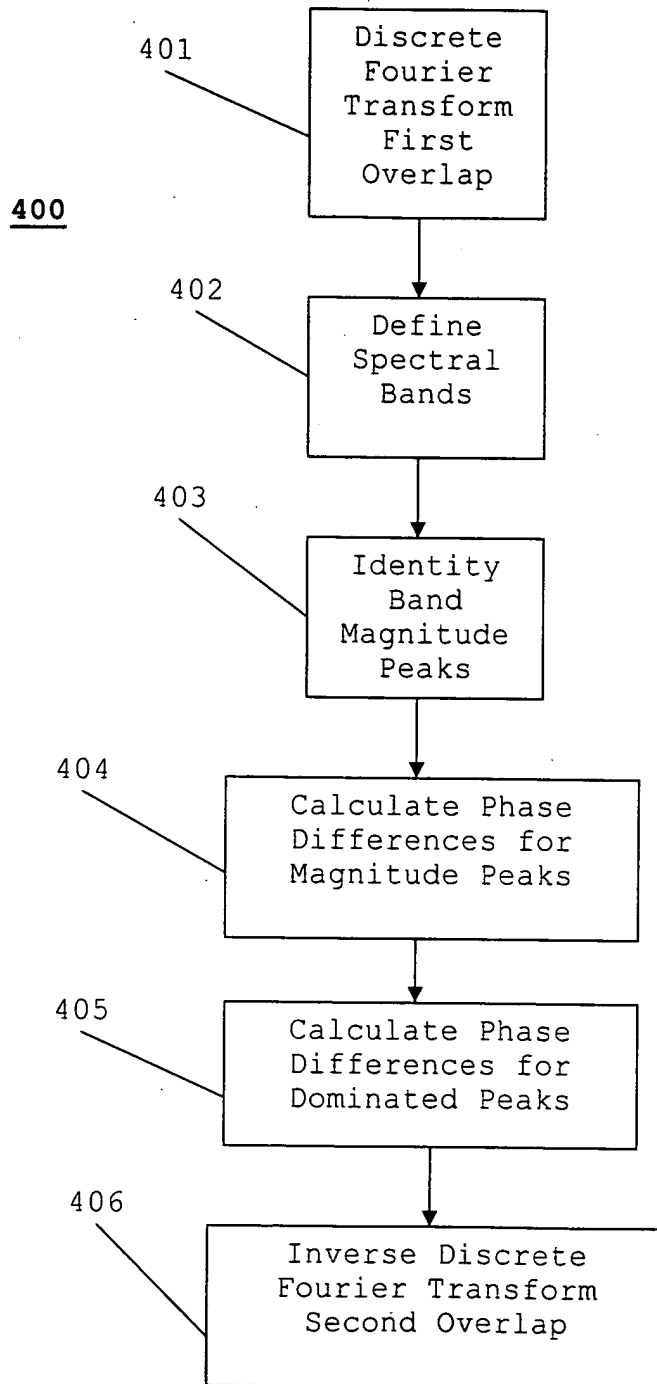 401
Discrete
Fourier
Transform
First
Overlap
400
402
Define
Spectral
Bands
403
Identity
Band
Magnitude
Peaks
404
Calculate Phase
Differences for
Magnitude Peaks
405
Calculate Phase
Differences for
Dominated Peaks
406
Inverse Discrete
Fourier Transform
Second Overlap